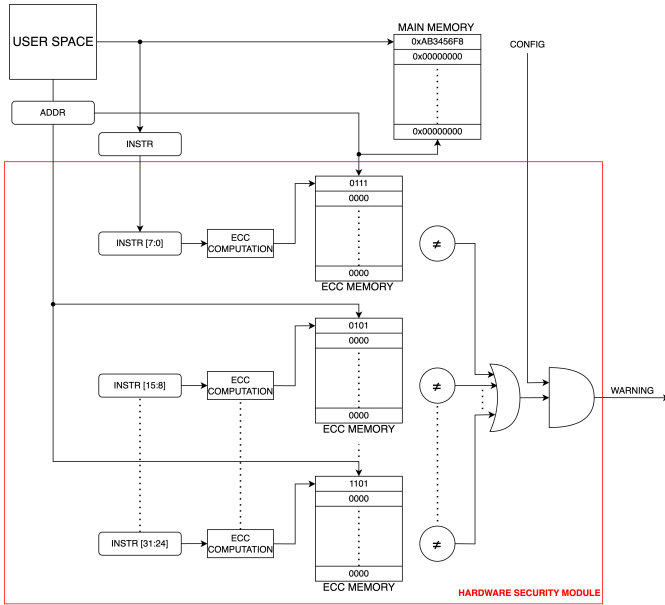 USER SPACE
MAIN MEMORY
0xAB3456F8
0x00000000
0x00000000
CONFIG
ADDR
INSTR
0111
0000
0000
ECC MEMORY
INSTR [7:0]
ECC
COMPUTATION
≠
0101
0000
0000
ECC MEMORY
INSTR [15:8]
ECC
COMPUTATION
≠
WARNING
1101
0000
0000
ECC MEMORY
INSTR [31:24]
ECC
COMPUTATION
≠
HARDWARE SECURITY MODULE